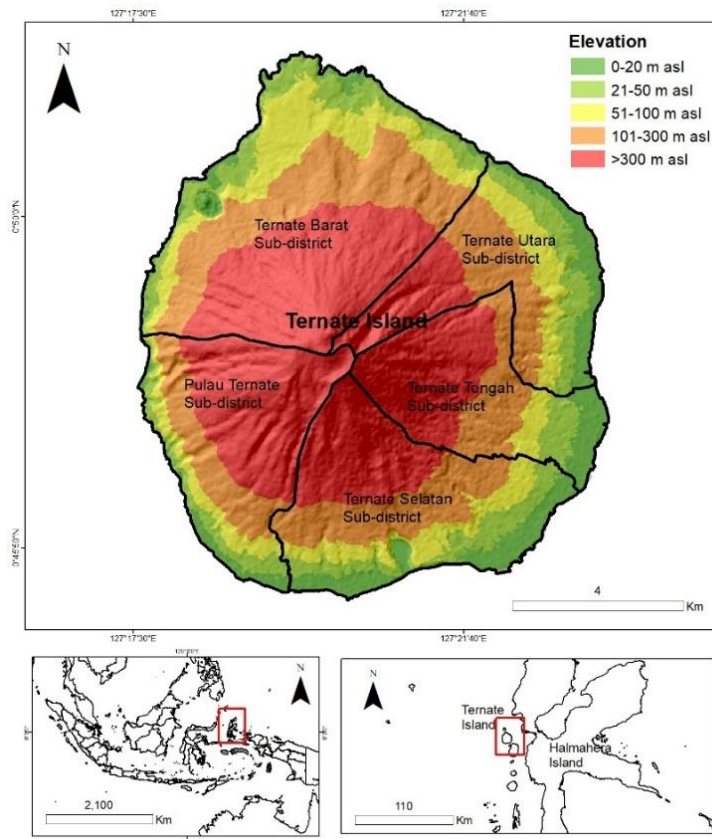 127°17'30"E
127°21'40"E
N
Elevation
0-20 m asl
21-50 m asl
51-100 m asl
101-300 m asl
>300 m asl
0°50'0"N
Ternate Barat
Sub-district
Ternate Utara
Sub-district
Ternate Island
Pulau Ternate
Sub-district
Ternate Tengah
Sub-district
Ternate Selatan
Sub-district
0°45'50"N
4
Km
127°17'30"E
127°21'40"E
N
2,100
Km
N
Ternate
Island
Halmahera
Island
110
Km